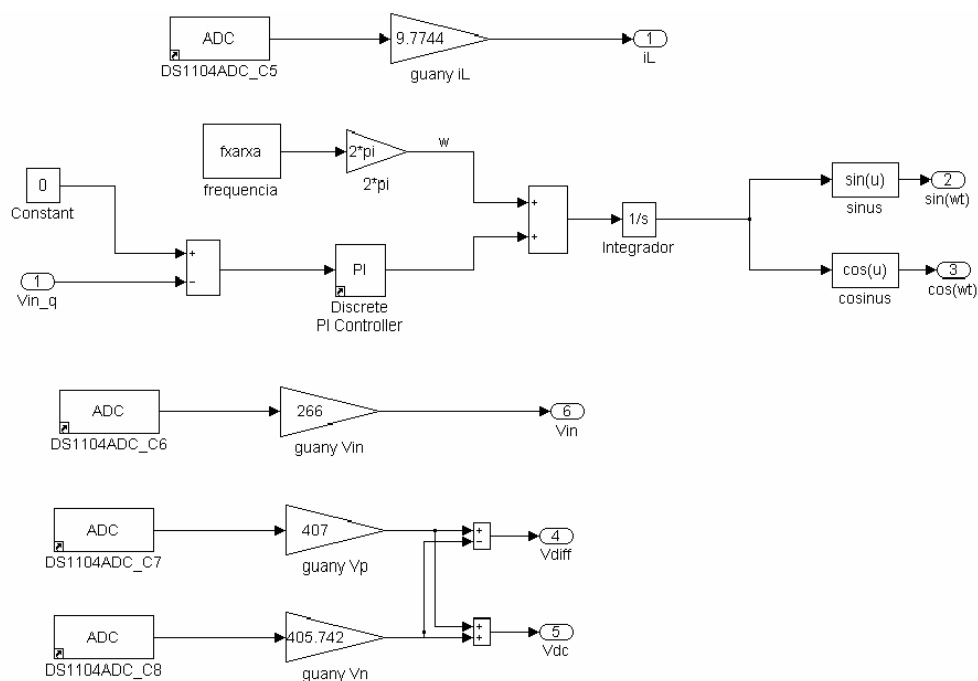 ADC
9.7744
1
DS1104ADC_C5
guany iL
iL
fxarxa
2*pi
w
frequencia
2*pi
0
Constant
+
+
1/s
Integrador
sin(u)
sinus
2
sin(wt)
+
−
1
Vin_q
PI
Discrete
PI Controller
cos(u)
cosinus
3
cos(wt)
ADC
DS1104ADC_C6
266
guany Vin
6
Vin
ADC
DS1104ADC_C7
407
guany Vp
+
−
4
Vdiff
ADC
DS1104ADC_C8
405.742
guany Vn
+
+
5
Vdc